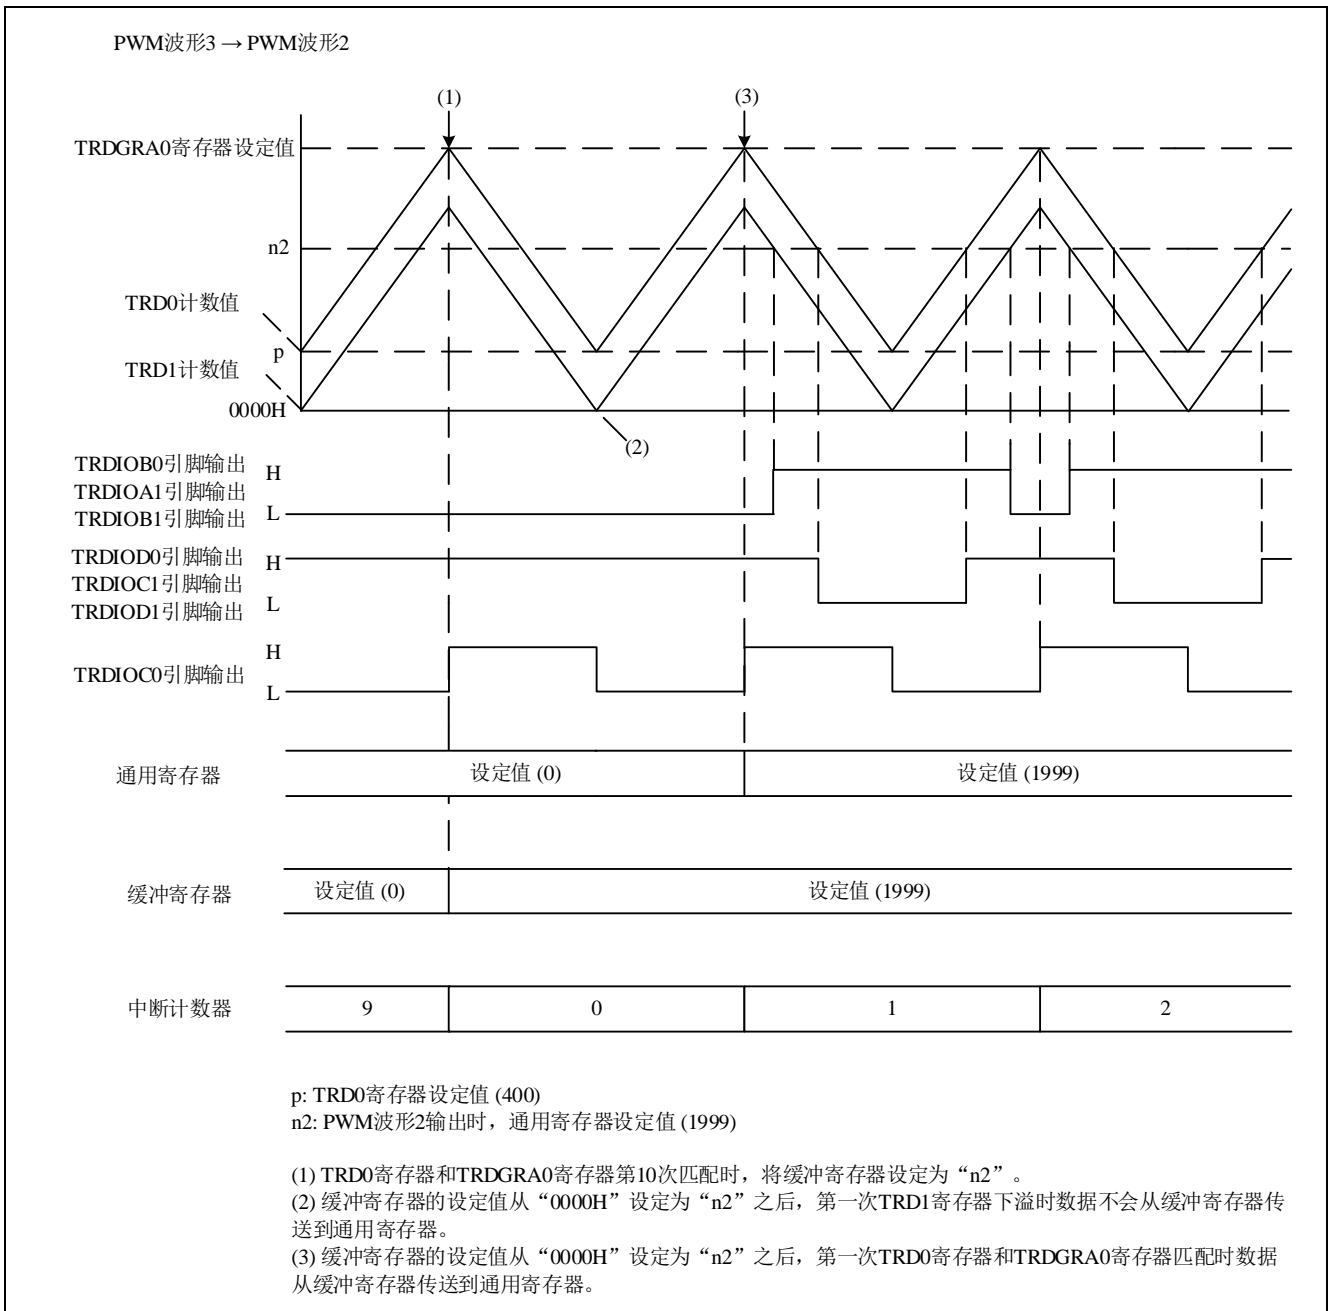 PWM波形3 → PWM波形2
(1)
(3)
TRDGRA0寄存器设定值
n2
TRD0计数值
p
TRD1计数值
0000H
(2)
TRDIOB0引脚输出
H
TRDIOA1引脚输出
TRDIOB1引脚输出
L
TRDIOD0引脚输出
H
TRDIOC1引脚输出
L
TRDIOD1引脚输出
H
TRDIOC0引脚输出
L
通用寄存器
设定值 (0)
设定值 (1999)
缓冲寄存器
设定值 (0)
设定值 (1999)
中断计数器
9
0
1
2
p: TRD0寄存器设定值 (400)
n2: PWM波形2输出时，通用寄存器设定值 (1999)
(1) TRD0寄存器和TRDGRA0寄存器第10次匹配时，将缓冲寄存器设定为“n2”。
(2) 缓冲寄存器的设定值从“0000H”设定为“n2”之后，第一次TRD1寄存器下溢时数据不会从缓冲寄存器传
送到通用寄存器。
(3) 缓冲寄存器的设定值从“0000H”设定为“n2”之后，第一次TRD0寄存器和TRDGRA0寄存器匹配时数据
从缓冲寄存器传送到通用寄存器。